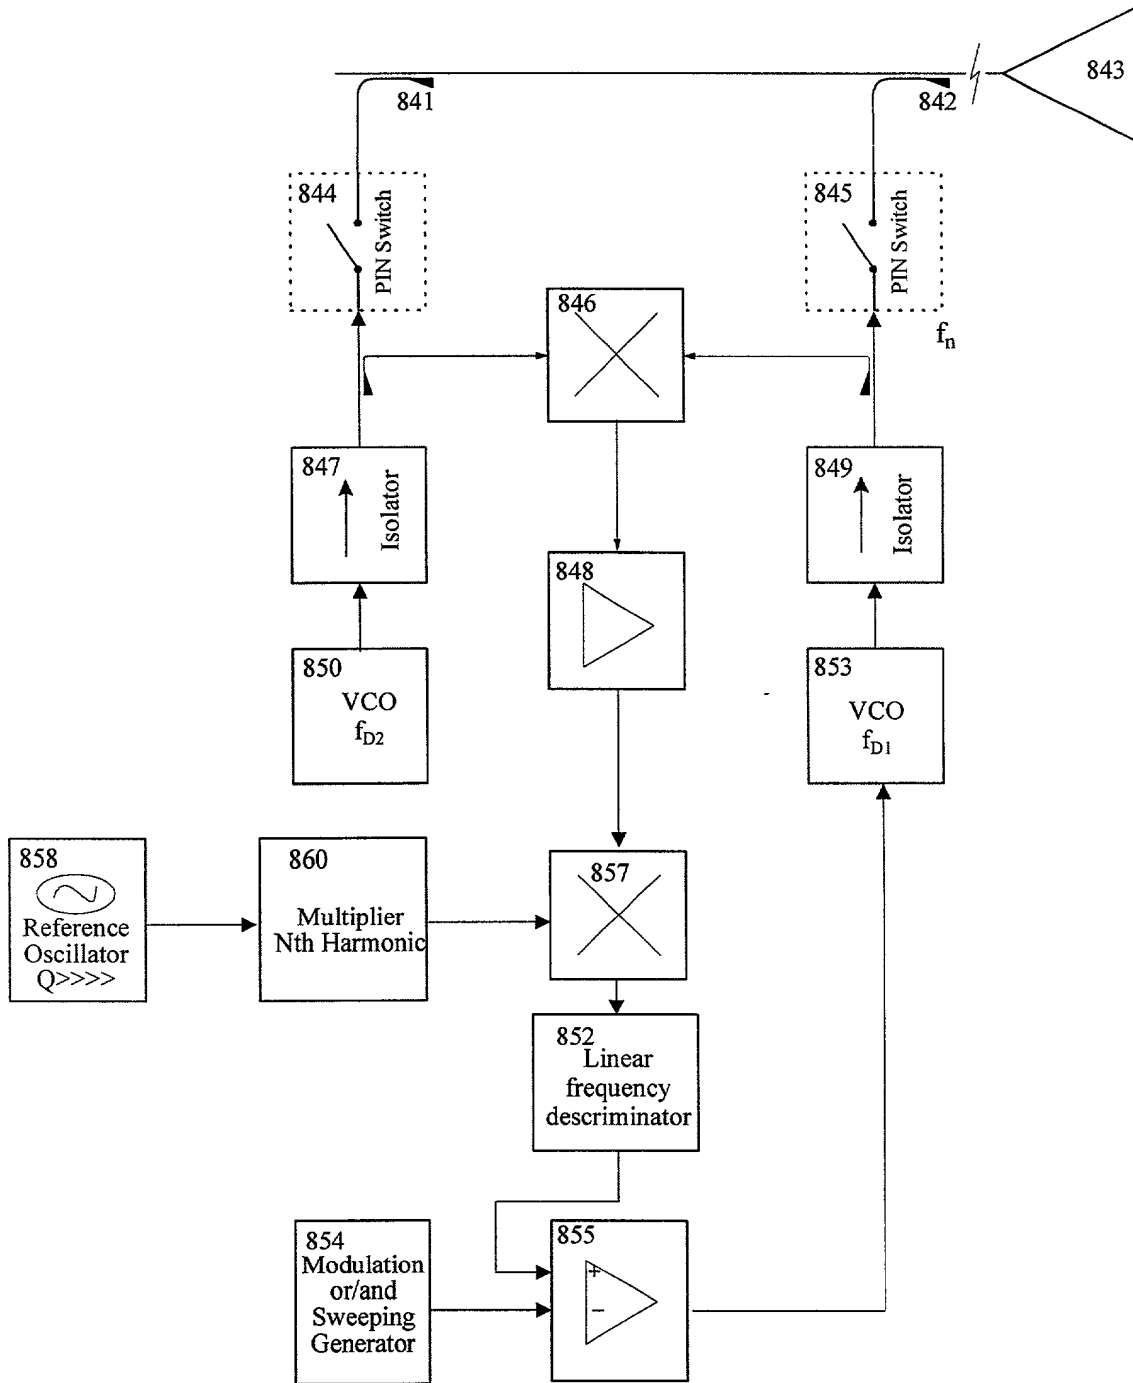 843
841
842
844
PIN Switch
845
PIN Switch
846
fn
847
Isolator
849
Isolator
848
850
VCO
fD2
853
VCO
fD1
858
Reference
Oscillator
Q>>>>
860
Multiplier
Nth Harmonic
857
852
Linear
frequency
descriminator
854
Modulation
or/and
Sweeping
Generator
855
+
−